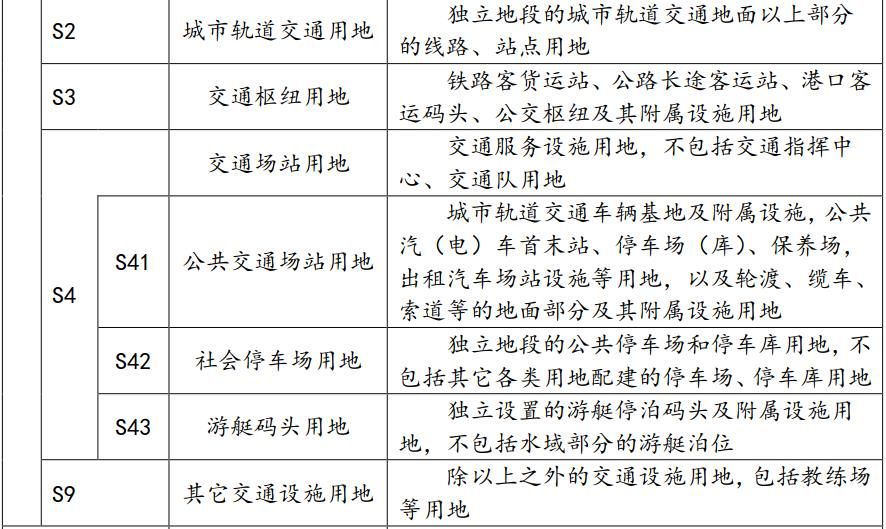 S2 城市轨道交通用地 独立地段的城市轨道交通地面以上部分
的线路、站点用地
S3 交通枢纽用地 铁路客货运站、公路长途客运站、港口客
运码头、公交枢纽及其附属设施用地
S4 交通场站用地 交通服务设施用地，不包括交通指挥中
心、交通队用地
S41 公共交通场站用地 城市轨道交通车辆基地及附属设施，公共
汽（电）车首末站、停车场（库）、保养场，
出租汽车场站设施等用地，以及轮渡、缆车、
索道等的地面部分及其附属设施用地
S42 社会停车场用地 独立地段的公共停车场和停车库用地，不
包括其它各类用地配建的停车场、停车库用地
S43 游艇码头用地 独立设置的游艇停泊码头及附属设施用
地，不包括水域部分的游艇泊位
S9 其它交通设施用地 除以上之外的交通设施用地，包括教练场
等用地